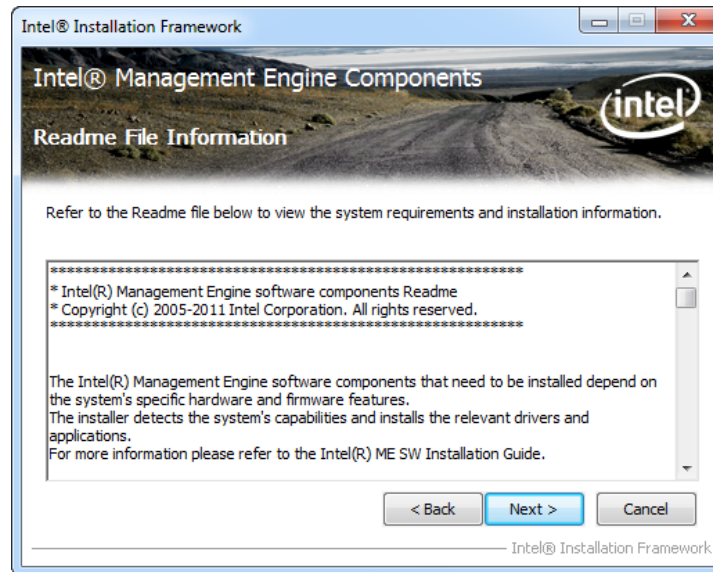 Intel® Installation Framework
Intel® Management Engine Components
intel
Readme File Information
Refer to the Readme file below to view the system requirements and installation information.
*********************************************************
* Intel(R) Management Engine software components Readme
* Copyright (c) 2005-2011 Intel Corporation. All rights reserved.
*********************************************************
The Intel(R) Management Engine software components that need to be installed depend on
the system's specific hardware and firmware features.
The installer detects the system's capabilities and installs the relevant drivers and
applications.
For more information please refer to the Intel(R) ME SW Installation Guide.
< Back
Next >
Cancel
Intel® Installation Framework